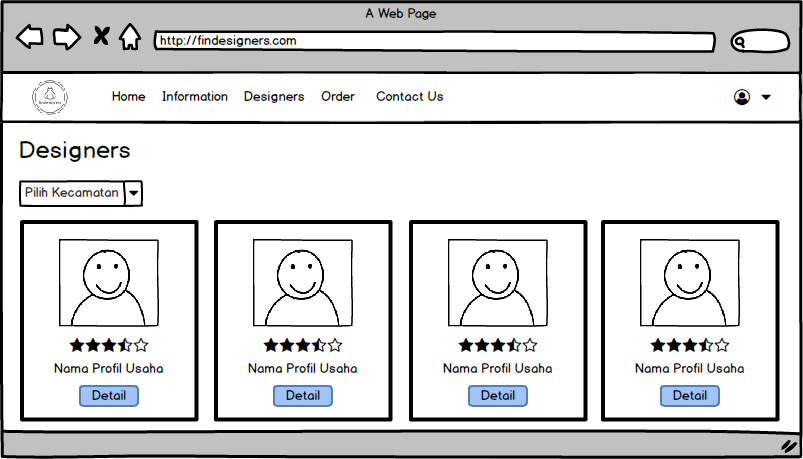 A Web Page
http://findesigners.com
findesigners
Home Information Designers Order Contact Us
Designers
Pilih Kecamatan
Nama Profil Usaha Nama Profil Usaha Nama Profil Usaha Nama Profil Usaha
Detail Detail Detail Detail